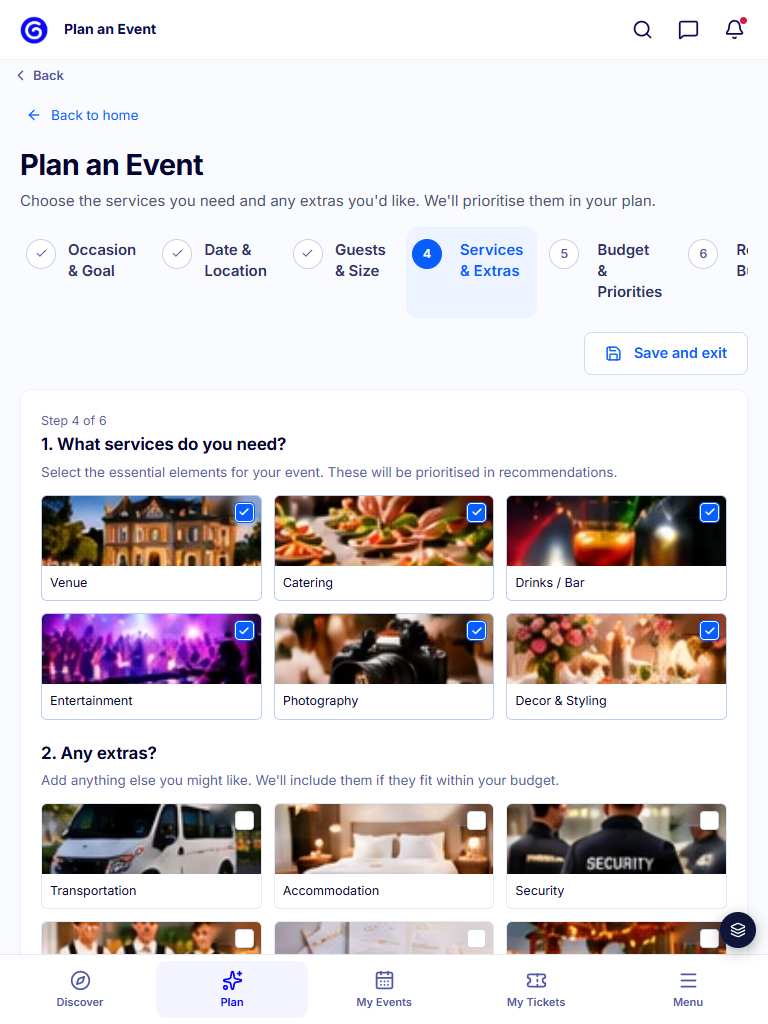 Plan an Event
Back
Back to home
Plan an Event
Choose the services you need and any extras you'd like. We'll prioritise them in your plan.
Occasion
& Goal
Date &
Location
Guests
& Size
4
Services
& Extras
5
Budget
&
Priorities
6
Save and exit
Step 4 of 6
1. What services do you need?
Select the essential elements for your event. These will be prioritised in recommendations.
Venue
Catering
Drinks / Bar
Entertainment
Photography
Decor & Styling
2. Any extras?
Add anything else you might like. We'll include them if they fit within your budget.
SECURITY
Transportation
Accommodation
Security
Discover
Plan
My Events
My Tickets
Menu